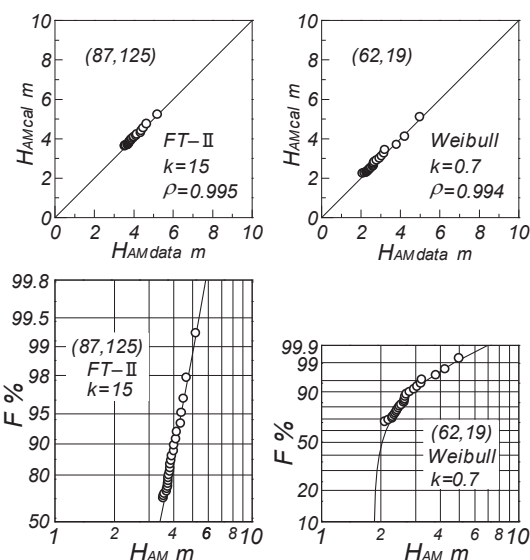 10
8
6
4
2
0
H_AMcal m
(87,125)
FT-Ⅱ
k=15
ρ=0.995
0 2 4 6 8 10
H_AMdata m
10
8
6
4
2
0
H_AMcal m
(62,19)
Weibull
k=0.7
ρ=0.994
0 2 4 6 8 10
H_AMdata m
99.8
99.5
99
98
95
90
80
50
F %
(87,125)
FT-Ⅱ
k=15
1 2 4 6 8 10
H_AM m
99.9
99
90
50
20
10
F %
(62,19)
Weibull
k=0.7
1 2 4 6 8 10
H_AM m